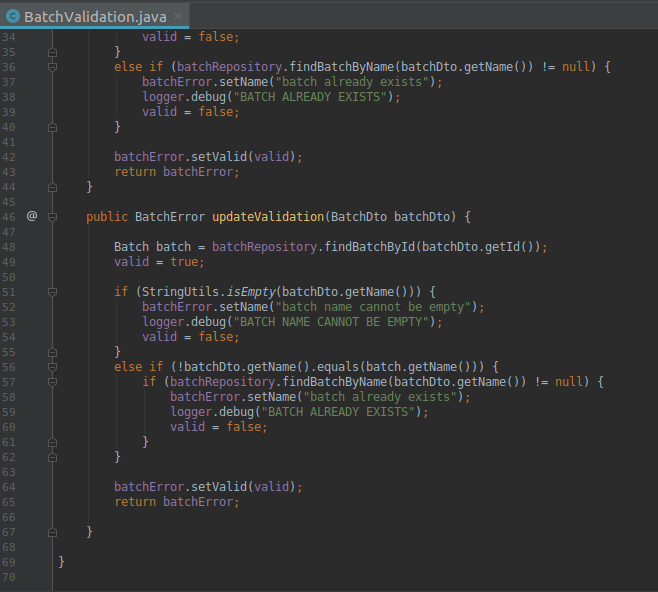 BatchValidation.java
34 valid = false;
35 }
36 else if (batchRepository.findBatchByName(batchDto.getName()) != null) {
37 batchError.setName("batch already exists");
38 logger.debug("BATCH ALREADY EXISTS");
39 valid = false;
40 }
41
42 batchError.setValid(valid);
43 return batchError;
44 }
45
46 @ public BatchError updateValidation(BatchDto batchDto) {
47
48 Batch batch = batchRepository.findBatchById(batchDto.getId());
49 valid = true;
50
51 if (StringUtils.isEmpty(batchDto.getName())) {
52 batchError.setName("batch name cannot be empty");
53 logger.debug("BATCH NAME CANNOT BE EMPTY");
54 valid = false;
55 }
56 else if (!batchDto.getName().equals(batch.getName())) {
57 if (batchRepository.findBatchByName(batchDto.getName()) != null) {
58 batchError.setName("batch already exists");
59 logger.debug("BATCH ALREADY EXISTS");
60 valid = false;
61 }
62 }
63
64 batchError.setValid(valid);
65 return batchError;
66
67 }
68
69 }
70